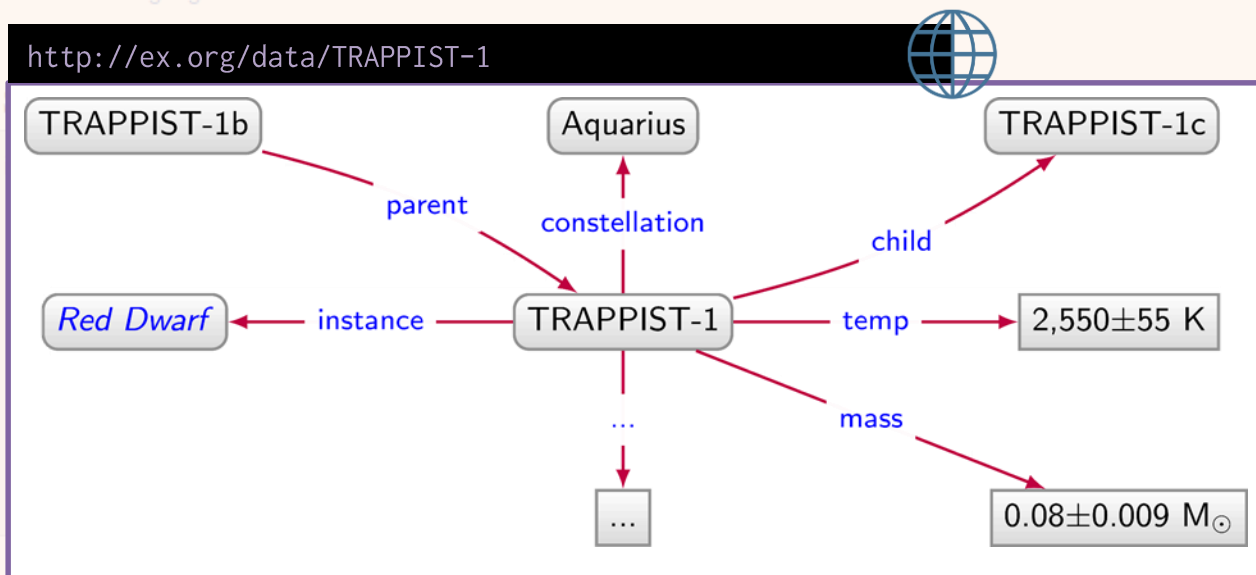 http://ex.org/data/TRAPPIST-1
TRAPPIST-1b
Aquarius
TRAPPIST-1c
parent
constellation
child
Red Dwarf
instance
TRAPPIST-1
temp
2,550±55 K
...
mass
...
0.08±0.009 M☉